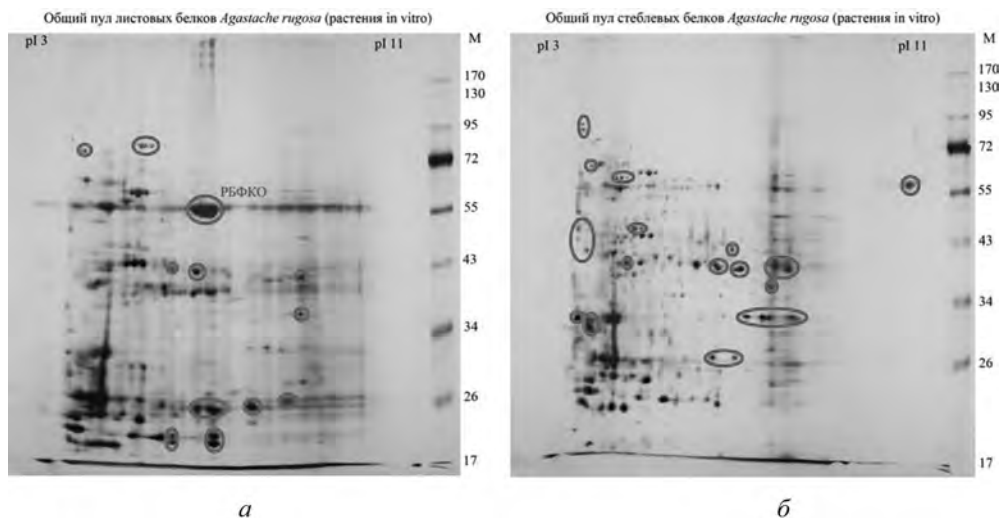 Общий пул листовых белков Agastache rugosa (растения in vitro)
pI 3
pI 11
M
170
130
95
72
РБФКО
55
43
34
26
17
а
Общий пул стеблевых белков Agastache rugosa (растения in vitro)
pI 3
pI 11
M
170
130
95
72
55
43
34
26
17
б